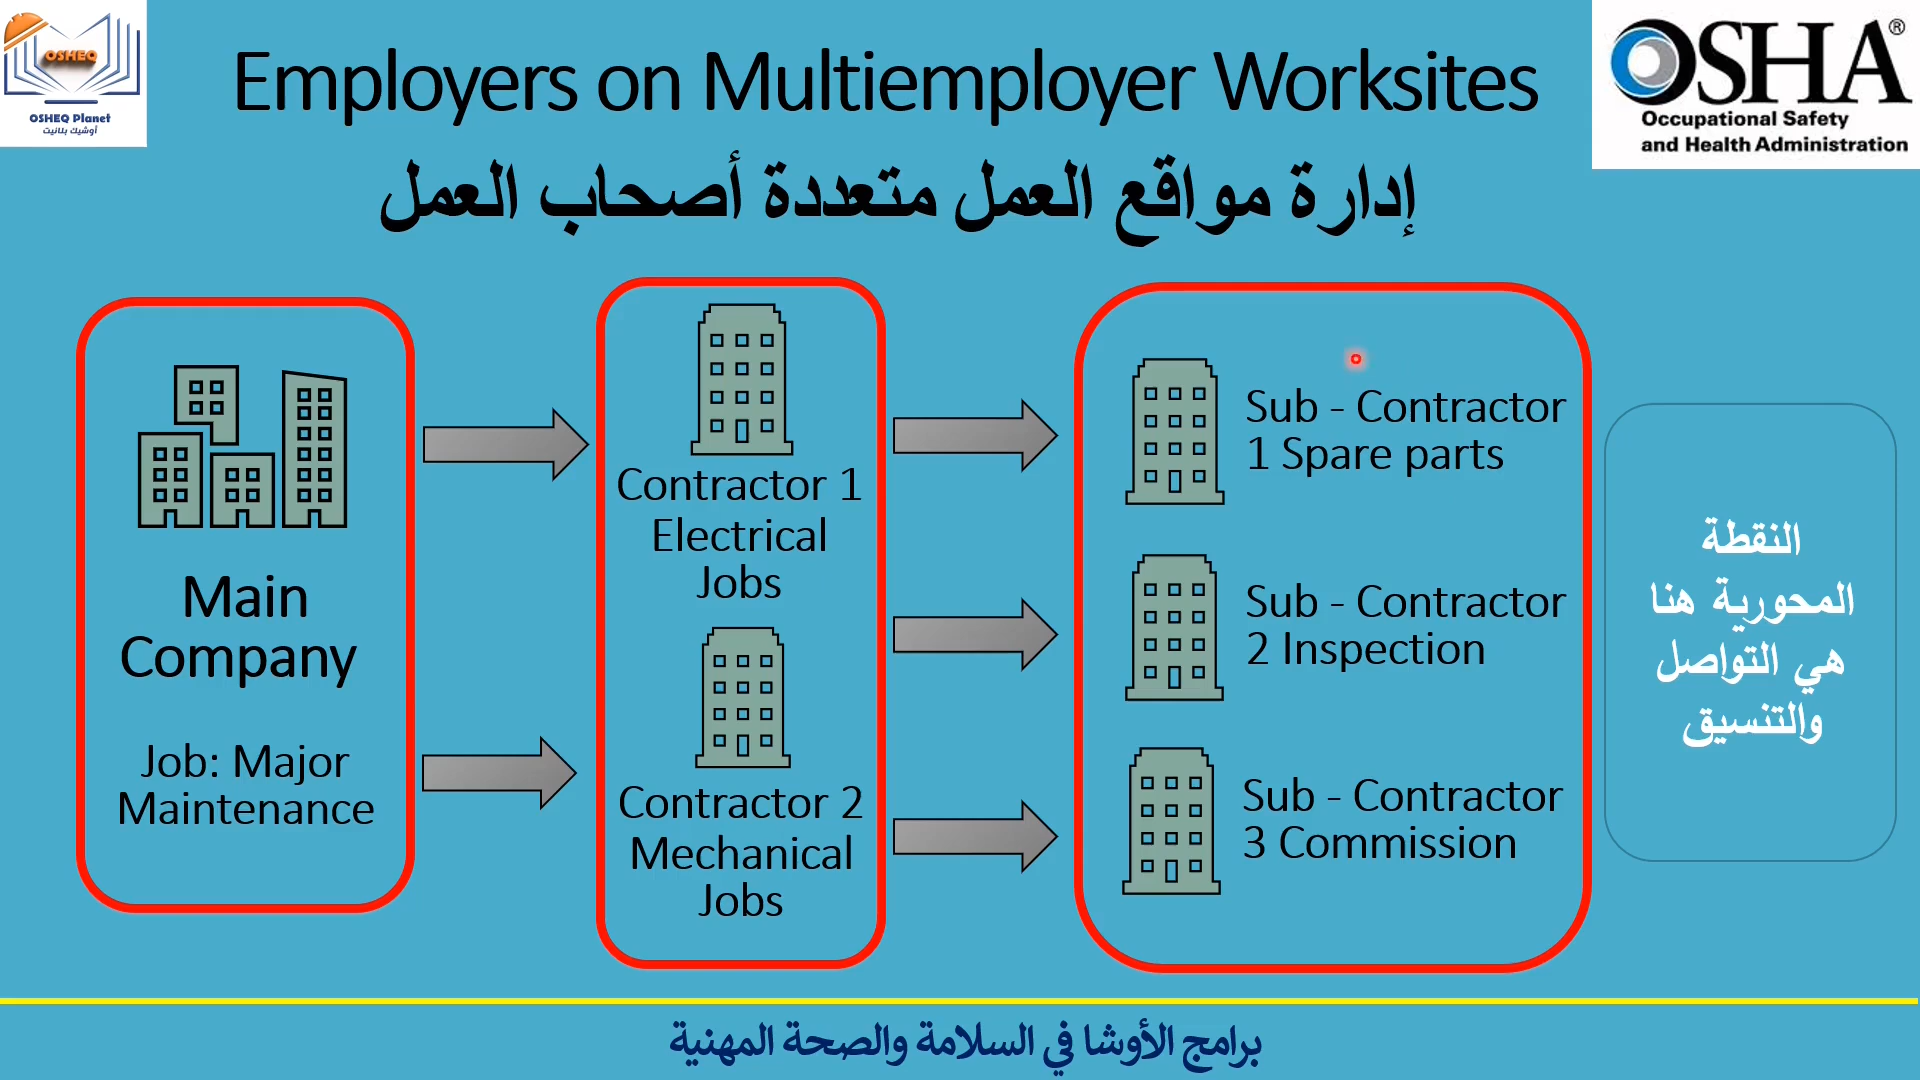 OSHEQ
OSHEQ Planet
أوشيك بلانيت
Employers on Multiemployer Worksites
إدارة مواقع العمل متعددة أصحاب العمل
OSHA®
Occupational Safety
and Health Administration
Main
Company
Job: Major
Maintenance
Contractor 1
Electrical
Jobs
Contractor 2
Mechanical
Jobs
Sub - Contractor
1 Spare parts
Sub - Contractor
2 Inspection
Sub - Contractor
3 Commission
النقطة
المحورية هنا
هي التواصل
والتنسيق
برامج الأوشا في السلامة والصحة المهنية